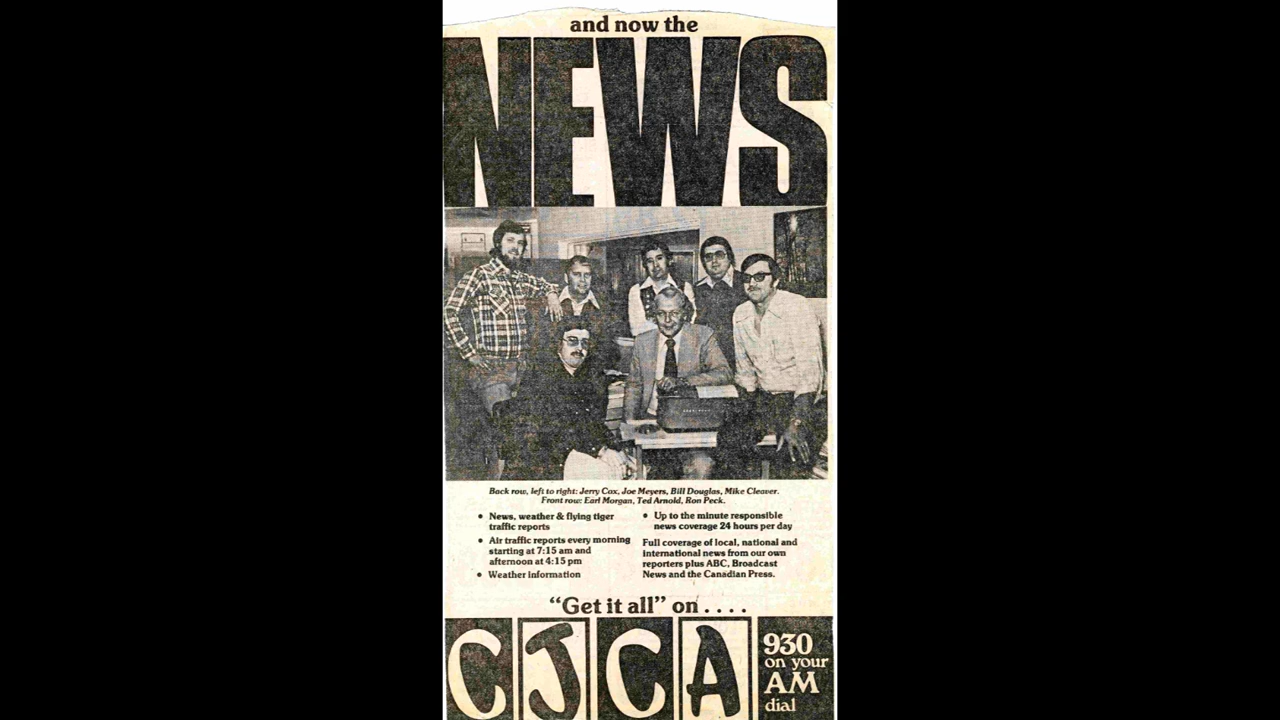 and now the
NEWS
Back row, left to right: Jerry Cox, Joe Meyers, Bill Douglas, Mike Cleaver.
Front row: Earl Morgan, Ted Arnold, Ron Peck.
• News, weather & flying tiger
traffic reports
• Air traffic reports every morning
starting at 7:15 am and
afternoon at 4:15 pm
• Weather information
• Up to the minute responsible
news coverage 24 hours per day
Full coverage of local, national and
international news from our own
reporters plus ABC, Broadcast
News and the Canadian Press.
“Get it all” on . . . .
CJCA
930
on your
AM
dial